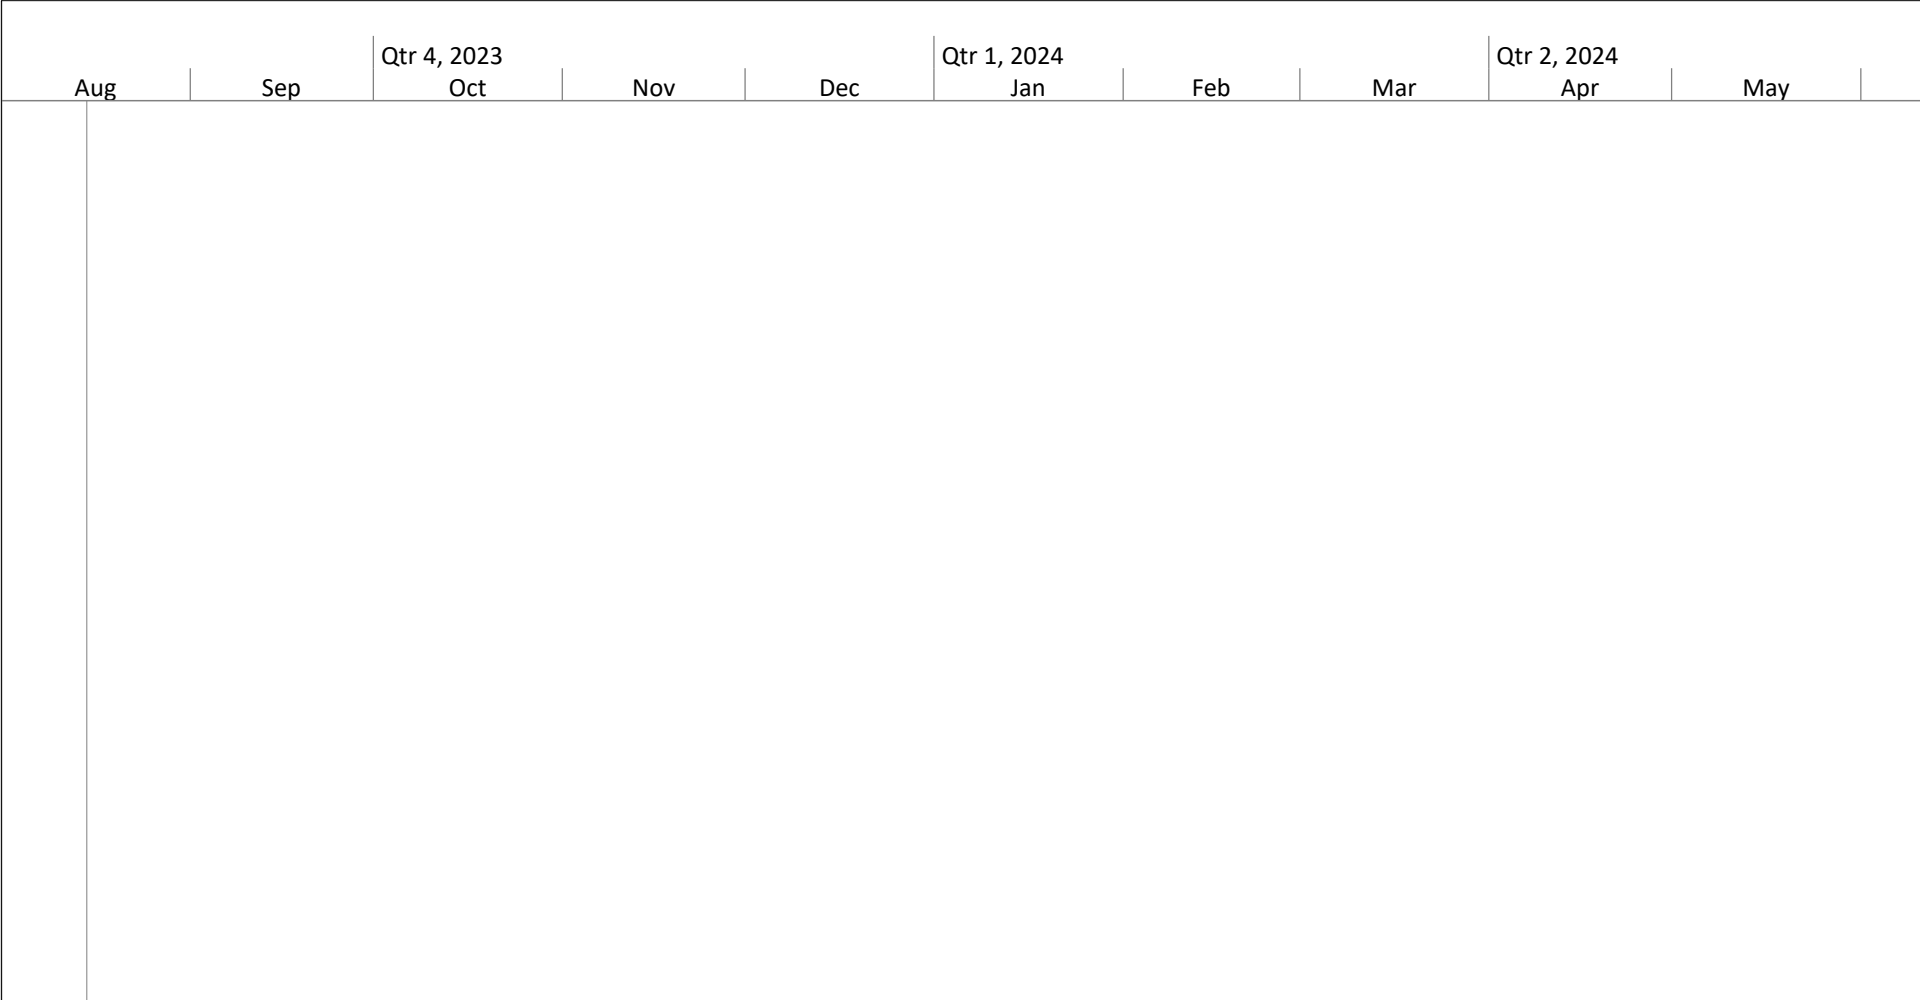 Qtr 4, 2023 Qtr 1, 2024 Qtr 2, 2024
Aug Sep Oct Nov Dec Jan Feb Mar Apr May